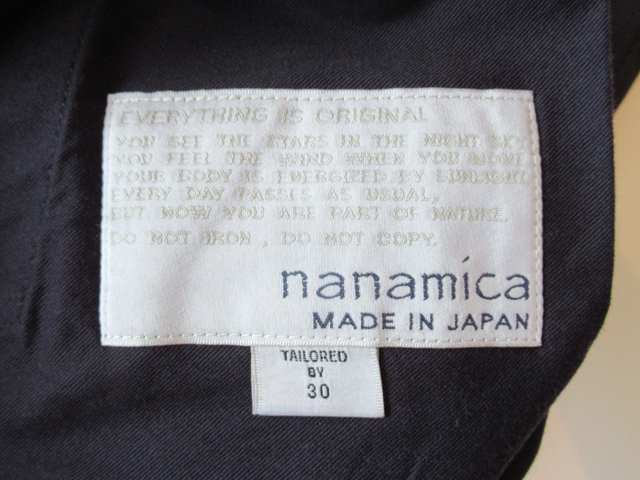 EVERYTHING IS ORIGINAL
YOU SEE THE STARS IN THE NIGHT SKY
YOU FEEL THE WIND WHEN YOU MOVE
YOUR BODY IS ENERGIZED BY SUNLIGHT
EVERY DAY PASSES AS USUAL,
BUT NOW YOU ARE PART OF NATURE.
DO NOT IRON, DO NOT COPY.
nanamíca
MADE IN JAPAN
TAILORED
BY
30